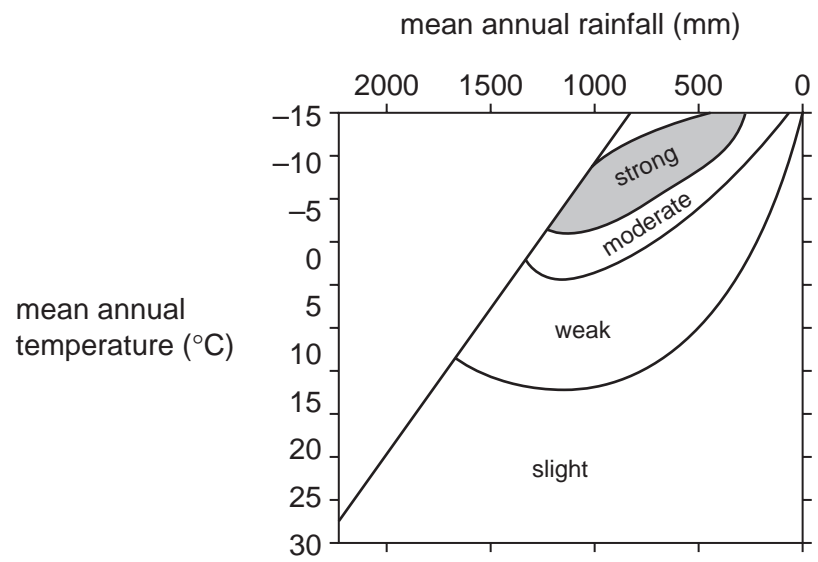 mean annual rainfall (mm)
2000 1500 1000 500 0
–15
–10
–5
0
5
10
15
20
25
30
mean annual
temperature (°C)
strong
moderate
weak
slight